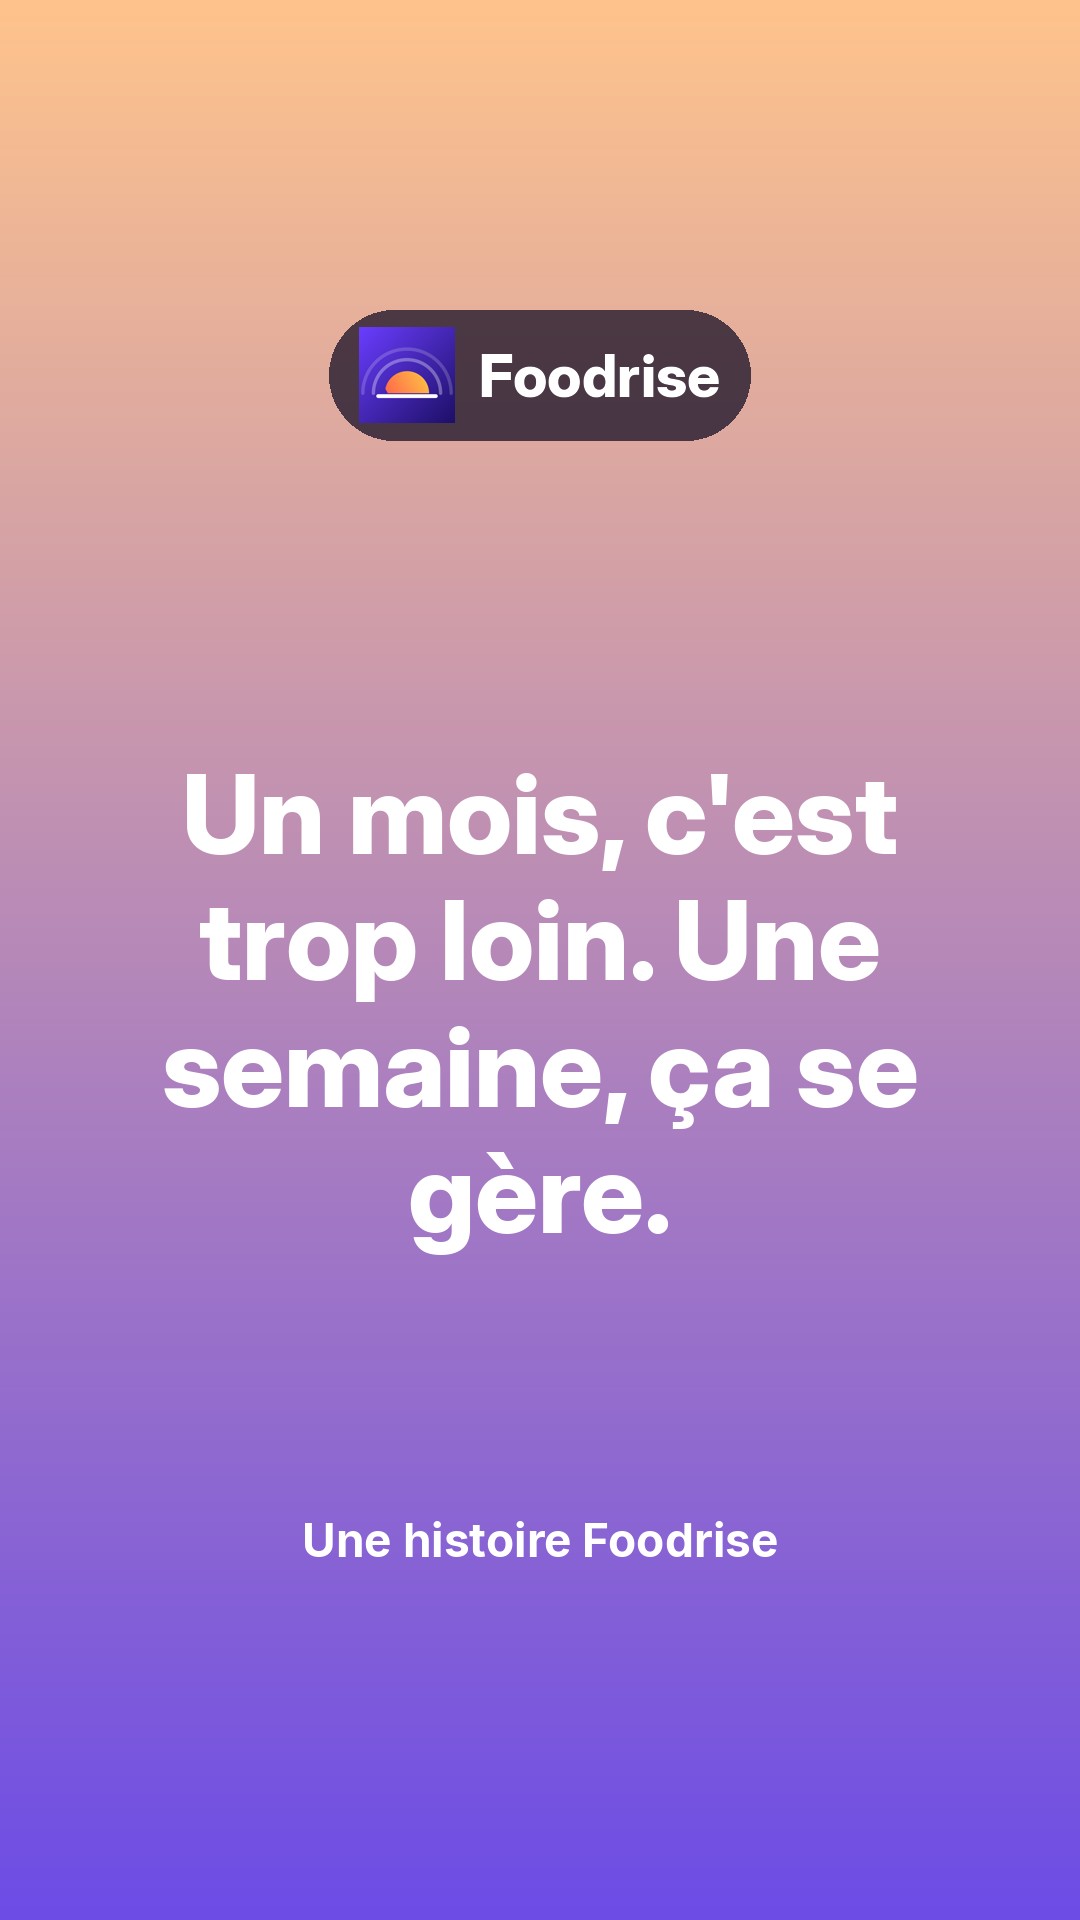 Foodrise
Un mois, c'est
trop loin. Une
semaine, ça se
gère.
Une histoire Foodrise